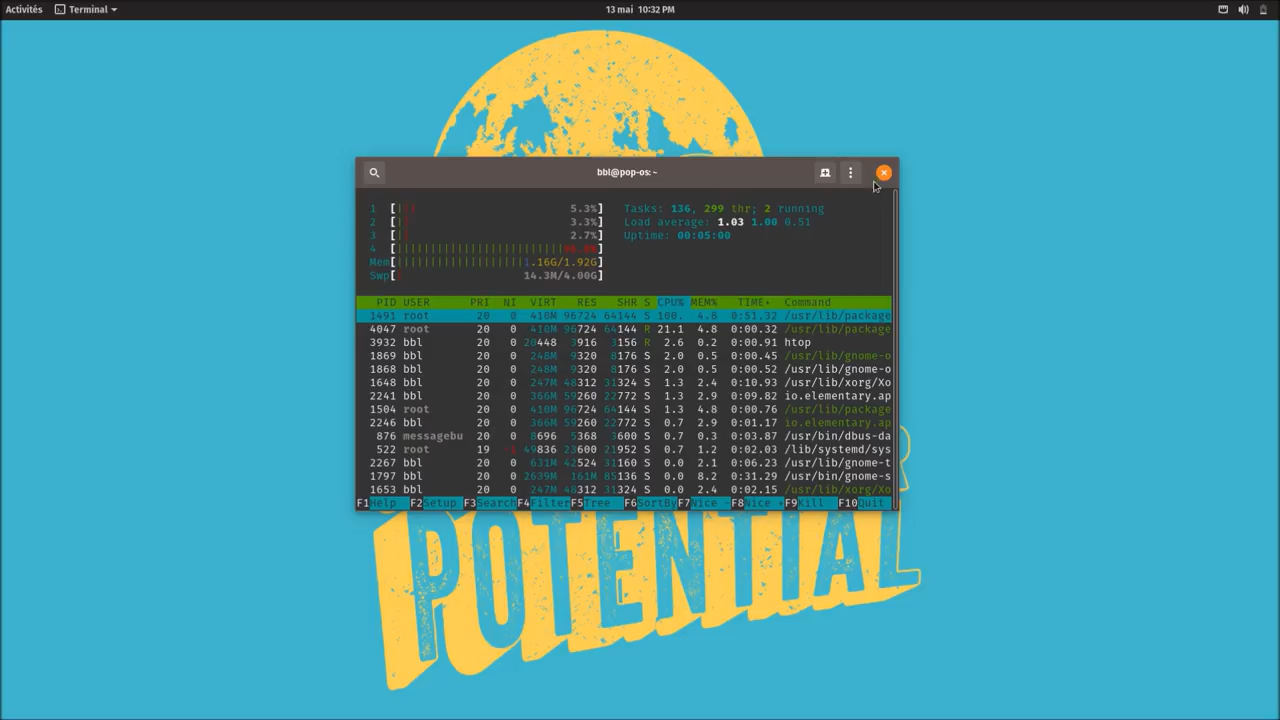 Activités Terminal 13 mai 10:32 PM
bbl@pop-os: ~
1 [||| 5.3%] Tasks: 136, 299 thr; 2 running
2 [|| 3.3%] Load average: 1.03 1.00 0.51
3 [|| 2.7%] Uptime: 00:05:00
4 [
Mem[ 1.16G/1.92G]
Swp[ 14.3M/4.00G]
PID USER PRI NI VIRT RES SHR S CPU% MEM% TIME+ Command
1491 root 20 0 410M 96724 64144 S 100. 4.8 0:51.32 /usr/lib/package
4047 root 20 0 410M 96724 64144 R 21.1 4.8 0:00.32 /usr/lib/package
3932 bbl 20 0 20448 3916 3156 R 2.6 0.2 0:00.91 htop
1869 bbl 20 0 248M 9320 8176 S 2.0 0.5 0:00.45 /usr/lib/gnome-o
1868 bbl 20 0 248M 9320 8176 S 2.0 0.5 0:00.52 /usr/lib/gnome-o
1648 bbl 20 0 247M 48312 31324 S 1.3 2.4 0:10.93 /usr/lib/xorg/Xo
2241 bbl 20 0 366M 59260 22772 S 1.3 2.9 0:09.82 io.elementary.ap
1504 root 20 0 410M 96724 64144 S 1.3 4.8 0:00.76 /usr/lib/package
2246 bbl 20 0 366M 59260 22772 S 0.7 2.9 0:01.17 io.elementary.ap
876 messagebu 20 0 8696 5368 3600 S 0.7 0.3 0:03.87 /usr/bin/dbus-da
522 root 19 -1 49836 23600 21952 S 0.7 1.2 0:02.03 /lib/systemd/sys
2267 bbl 20 0 631M 42524 31160 S 0.0 2.1 0:06.23 /usr/lib/gnome-t
1797 bbl 20 0 2639M 161M 85136 S 0.0 8.2 0:31.29 /usr/bin/gnome-s
1653 bbl 20 0 247M 48312 31324 S 0.0 2.4 0:02.15 /usr/lib/xorg/Xo
F1Help F2Setup F3Search F4Filter F5Tree F6SortBy F7Nice - F8Nice + F9Kill F10Quit
POTENTIAL